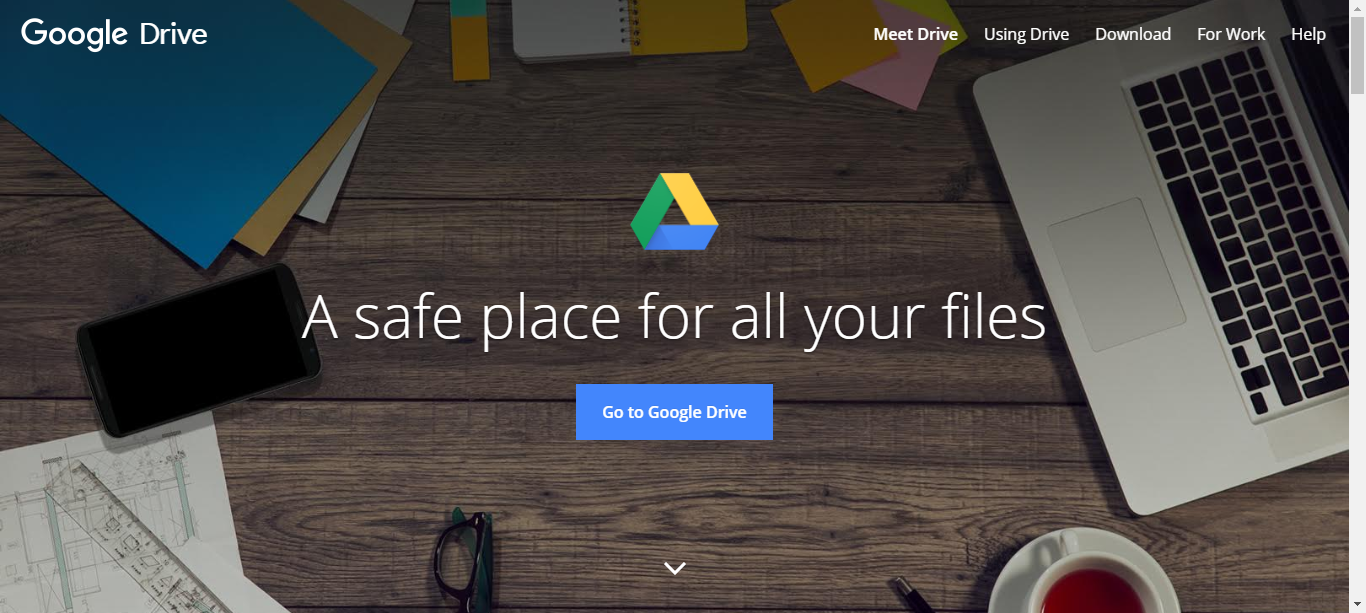 Google Drive
Meet Drive Using Drive Download For Work Help
A safe place for all your files
Go to Google Drive